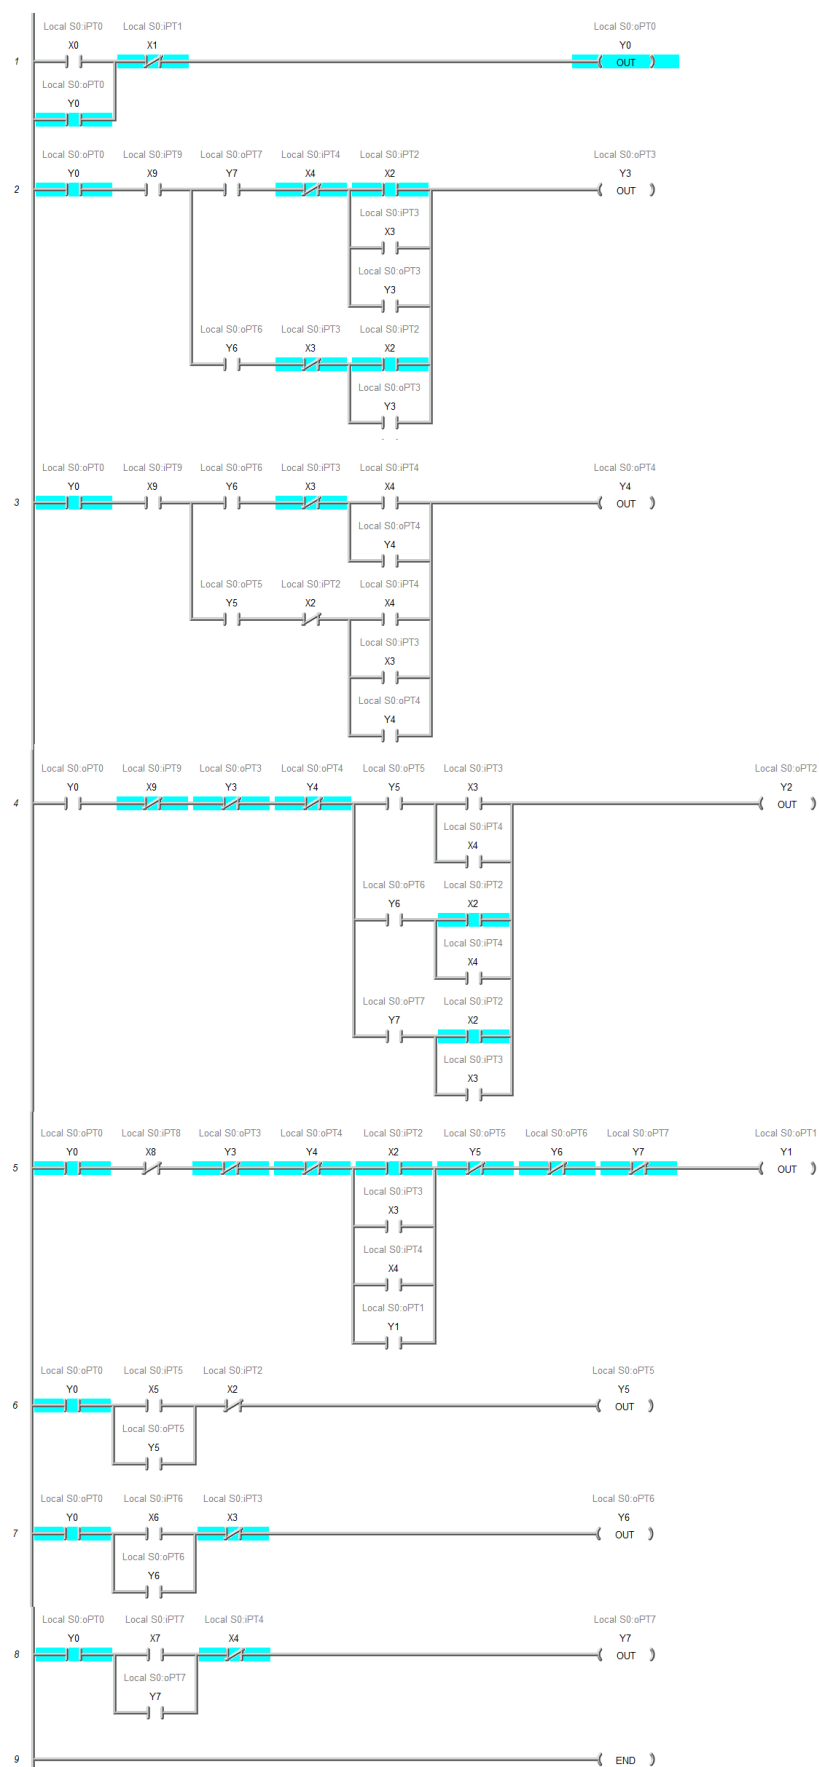 Local S0:iPT0 Local S0:iPT1 Local S0:oPT0
X0 X1 Y0
1 OUT
Local S0:oPT0
Y0
Local S0:oPT0 Local S0:iPT9 Local S0:oPT7 Local S0:iPT4 Local S0:iPT2 Local S0:oPT3
Y0 X9 Y7 X4 X2 Y3
2 OUT
Local S0:iPT3
X3
Local S0:oPT3
Y3
Local S0:oPT6 Local S0:iPT3 Local S0:iPT2
Y6 X3 X2
Local S0:oPT3
Y3
Local S0:oPT0 Local S0:iPT9 Local S0:oPT6 Local S0:iPT3 Local S0:iPT4 Local S0:oPT4
Y0 X9 Y6 X3 X4 Y4
3 OUT
Local S0:oPT4
Y4
Local S0:oPT5 Local S0:iPT2 Local S0:iPT4
Y5 X2 X4
Local S0:iPT3
X3
Local S0:oPT4
Y4
Local S0:oPT0 Local S0:iPT9 Local S0:oPT3 Local S0:oPT4 Local S0:oPT5 Local S0:iPT3 Local S0:oPT2
Y0 X9 Y3 Y4 Y5 X3 Y2
4 OUT
Local S0:iPT4
X4
Local S0:oPT6 Local S0:iPT2
Y6 X2
Local S0:iPT4
X4
Local S0:oPT7 Local S0:iPT2
Y7 X2
Local S0:iPT3
X3
Local S0:oPT0 Local S0:iPT8 Local S0:oPT3 Local S0:oPT4 Local S0:iPT2 Local S0:oPT5 Local S0:oPT6 Local S0:oPT7 Local S0:oPT1
Y0 X8 Y3 Y4 X2 Y5 Y6 Y7 Y1
5 OUT
Local S0:iPT3
X3
Local S0:iPT4
X4
Local S0:oPT1
Y1
Local S0:oPT0 Local S0:iPT5 Local S0:iPT2 Local S0:oPT5
Y0 X5 X2 Y5
6 OUT
Local S0:oPT5
Y5
Local S0:oPT0 Local S0:iPT6 Local S0:iPT3 Local S0:oPT6
Y0 X6 X3 Y6
7 OUT
Local S0:oPT6
Y6
Local S0:oPT0 Local S0:iPT7 Local S0:iPT4 Local S0:oPT7
Y0 X7 X4 Y7
8 OUT
Local S0:oPT7
Y7
9 END